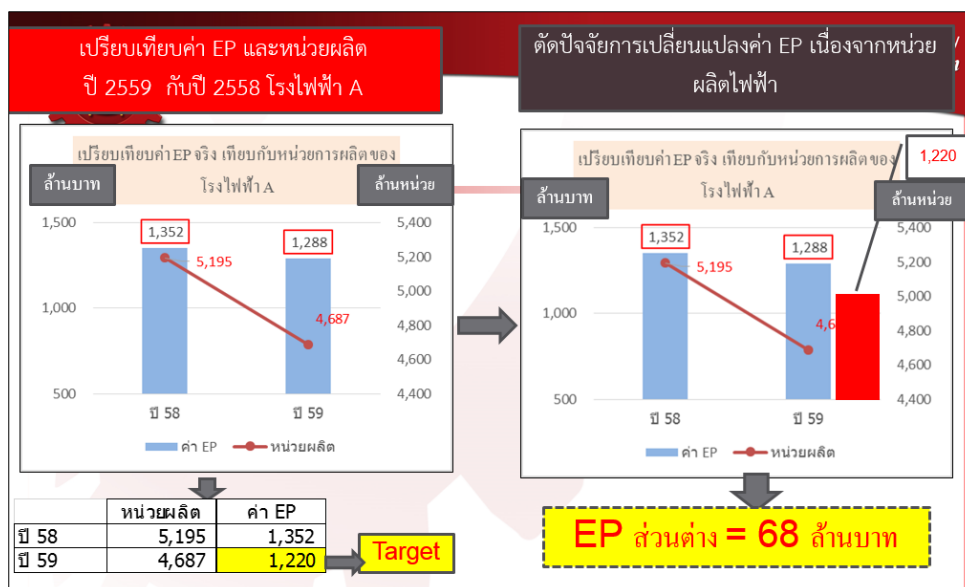 เปรียบเทียบค่า EP และหน่วยผลิต
ปี 2559 กับปี 2558 โรงไฟฟ้า A
ตัดปัจจัยการเปลี่ยนแปลงค่า EP เนื่องจากหน่วย
ผลิตไฟฟ้า
เปรียบเทียบค่า EP จริง เทียบกับหน่วยการผลิตของ
โรงไฟฟ้า A
ล้านบาท
ล้านหน่วย
1,500
1,000
500
1,352
1,288
5,195
4,687
5,400
5,200
5,000
4,800
4,600
4,400
ปี 58
ปี 59
ค่า EP
หน่วยผลิต
เปรียบเทียบค่า EP จริง เทียบกับหน่วยการผลิตของ
โรงไฟฟ้า A
1,220
ล้านบาท
ล้านหน่วย
1,500
1,000
500
1,352
1,288
5,195
4,6
5,400
5,200
5,000
4,800
4,600
4,400
ปี 58
ปี 59
ค่า EP
หน่วยผลิต
หน่วยผลิต ค่า EP
ปี 58 5,195 1,352
ปี 59 4,687 1,220
Target
EP ส่วนต่าง = 68 ล้านบาท